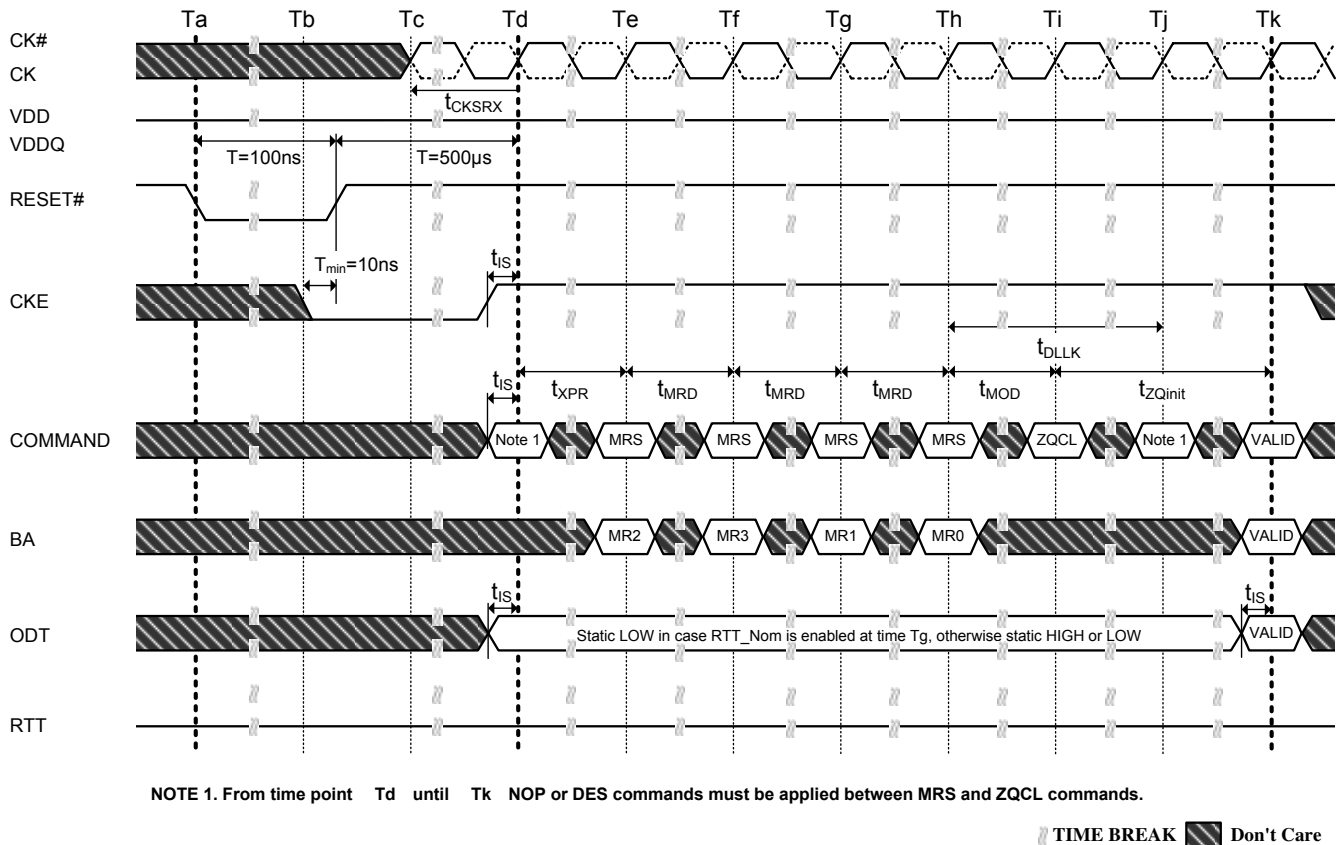 Ta Tb Tc Td Te Tf Tg Th Ti Tj Tk
CK#
CK
tCKSRX
VDD
VDDQ
T=100ns T=500µs
RESET#
Tmin=10ns tIS
CKE
tDLLK
tIS tXPR tMRD tMRD tMRD tMOD tZQinit
COMMAND Note 1 MRS MRS MRS MRS ZQCL Note 1 VALID
BA MR2 MR3 MR1 MR0 VALID
tIS tIS
ODT Static LOW in case RTT_Nom is enabled at time Tg, otherwise static HIGH or LOW VALID
RTT
NOTE 1. From time point Td until Tk NOP or DES commands must be applied between MRS and ZQCL commands.
TIME BREAK Don't Care